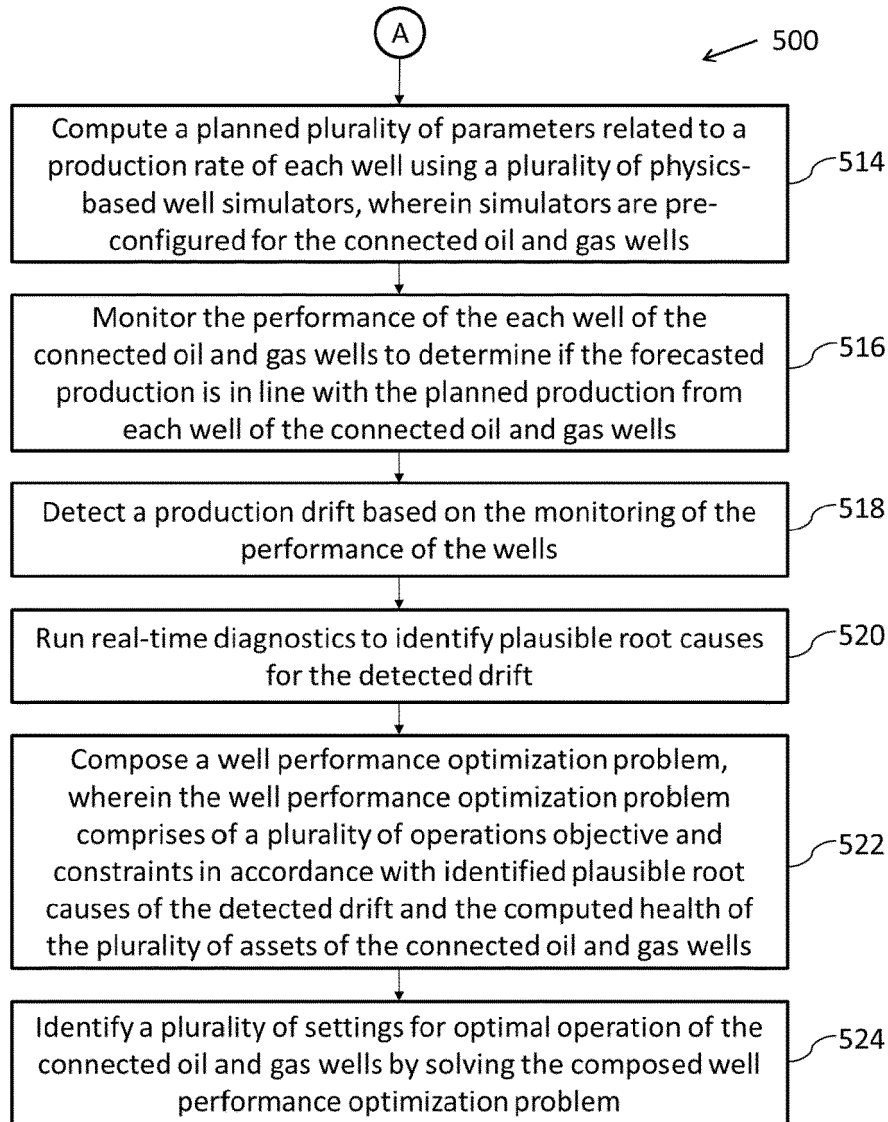 A
500
Compute a planned plurality of parameters related to a
production rate of each well using a plurality of physics-
based well simulators, wherein simulators are pre-
configured for the connected oil and gas wells
514
Monitor the performance of the each well of the
connected oil and gas wells to determine if the forecasted
production is in line with the planned production from
each well of the connected oil and gas wells
516
Detect a production drift based on the monitoring of the
performance of the wells
518
Run real-time diagnostics to identify plausible root causes
for the detected drift
520
Compose a well performance optimization problem,
wherein the well performance optimization problem
comprises of a plurality of operations objective and
constraints in accordance with identified plausible root
causes of the detected drift and the computed health of
the plurality of assets of the connected oil and gas wells
522
Identify a plurality of settings for optimal operation of the
connected oil and gas wells by solving the composed well
performance optimization problem
524